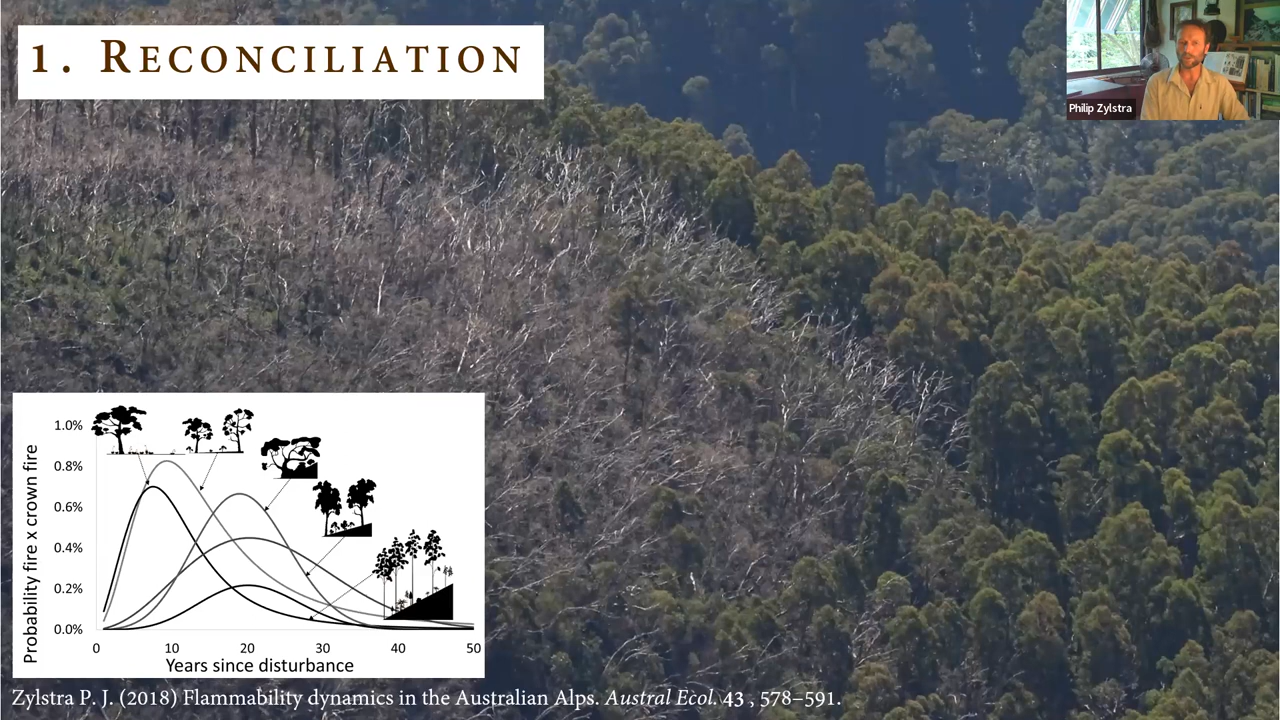 1. RECONCILIATION
Philip Zylstra
Probability fire x crown fire
1.0%
0.8%
0.6%
0.4%
0.2%
0.0%
0 10 20 30 40 50
Years since disturbance
Zylstra P. J. (2018) Flammability dynamics in the Australian Alps. Austral Ecol. 43 , 578–591.